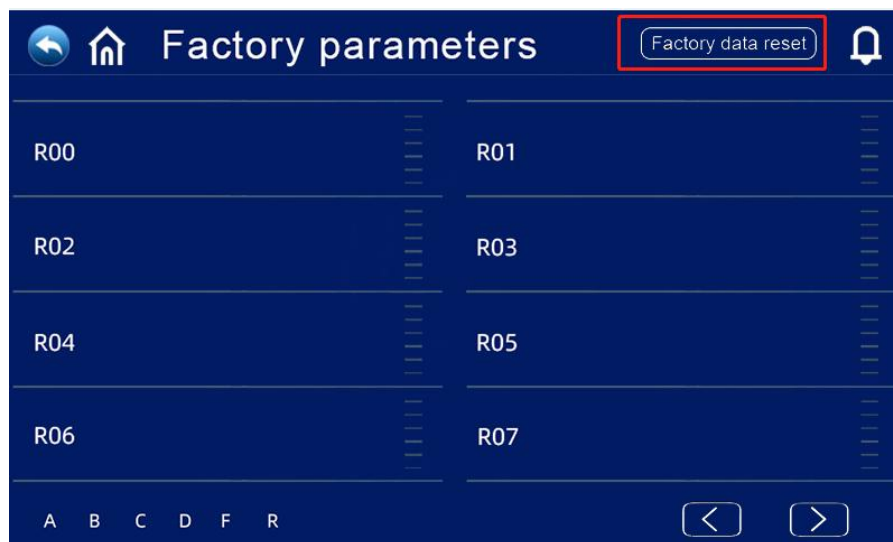 Factory parameters Factory data reset
R00 R01
R02 R03
R04 R05
R06 R07
A B C D F R